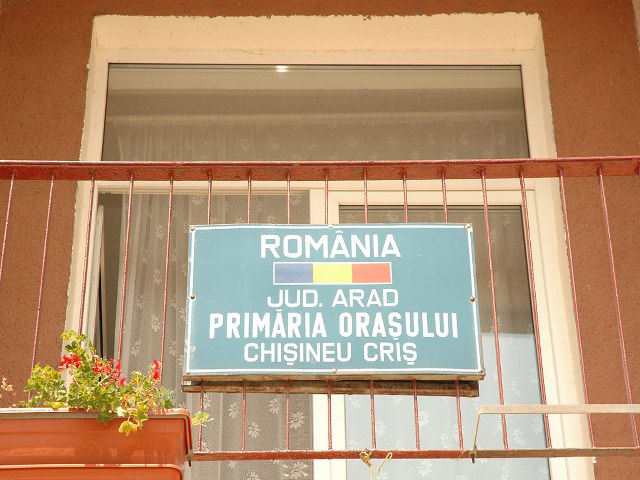 ROMÂNIA
JUD. ARAD
PRIMĂRIA ORAŞULUI
CHIŞINEU CRIŞ